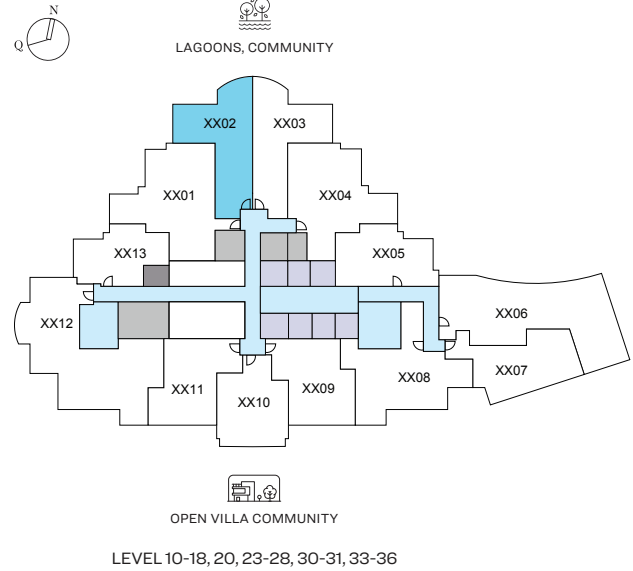 N
Q
LAGOONS, COMMUNITY
XX02
XX03
XX01
XX04
XX13
XX05
XX12
XX06
XX07
XX08
XX11
XX09
XX10
OPEN VILLA COMMUNITY
LEVEL 10-18, 20, 23-28, 30-31, 33-36